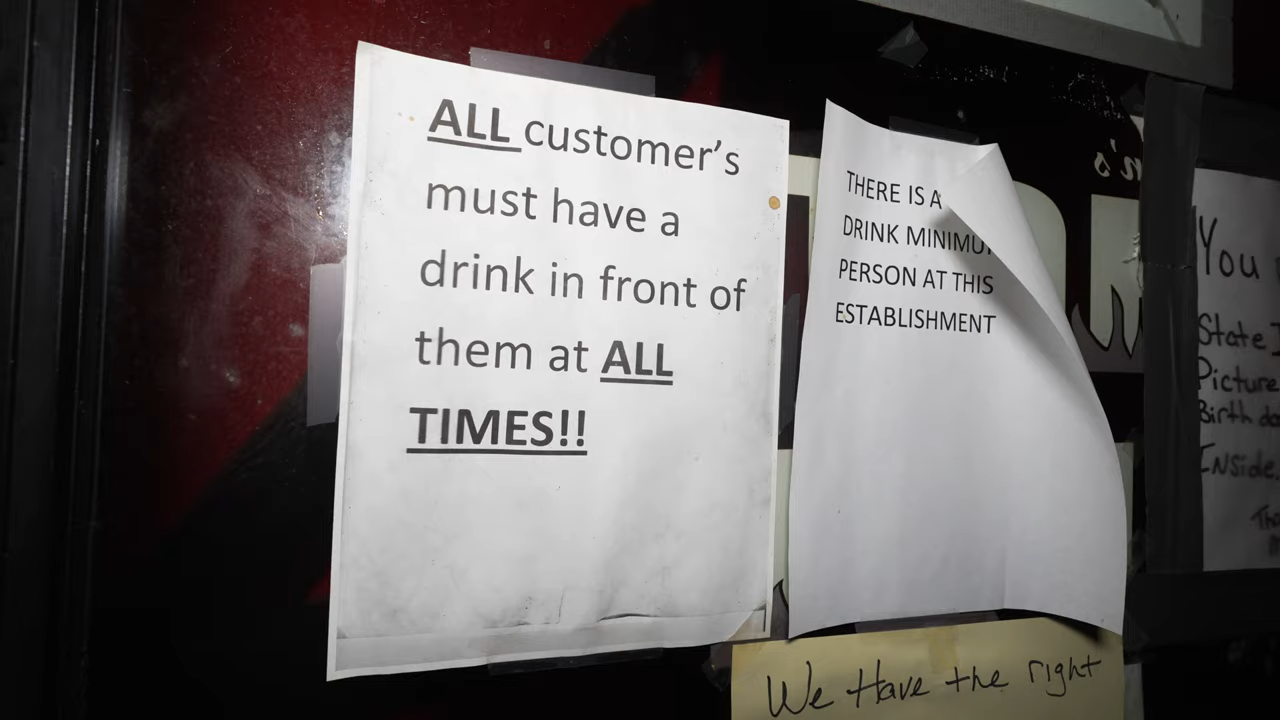 ALL customer's
must have a
drink in front of
them at ALL
TIMES!!
THERE IS A
DRINK
PERSON AT THIS
ESTABLISHMENT
We Have the right
n's
You
State
Picture
Birth
Inside.